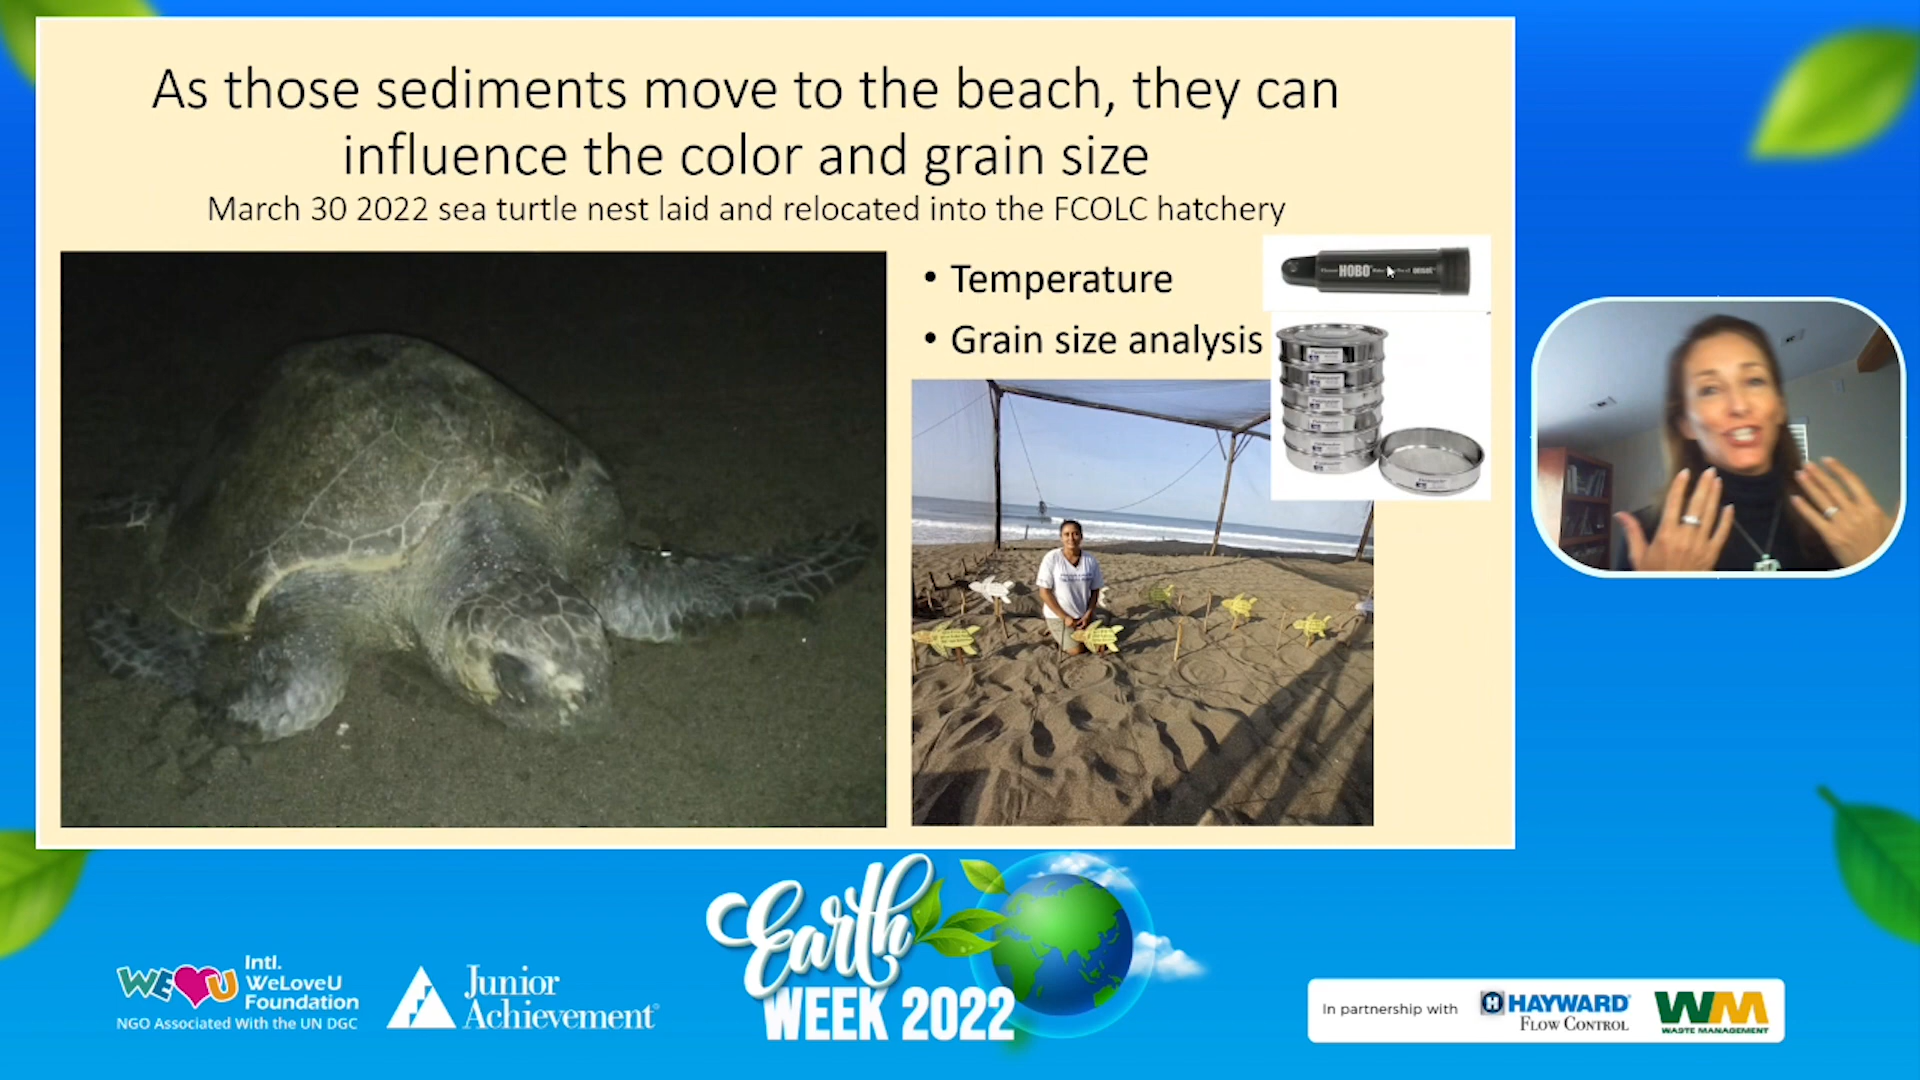 As those sediments move to the beach, they can
influence the color and grain size
March 30 2022 sea turtle nest laid and relocated into the FCOLC hatchery
• Temperature
• Grain size analysis
HOBO
onset
Earth
WEEK 2022
WE U
Intl.
WeLoveU
Foundation
NGO Associated With the UN DGC
Junior
Achievement®
In partnership with
H HAYWARD®
FLOW CONTROL
WM
WASTE MANAGEMENT